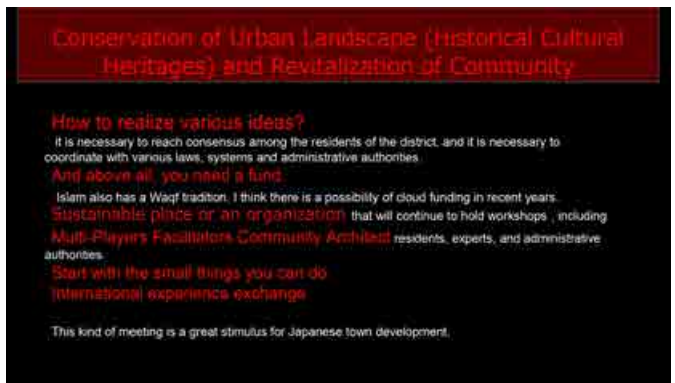 Conservation of Urban Landscape (Historical Cultural
Heritages) and Revitalization of Community
How to realize various ideas?
it is necessary to reach consensus among the residents of the district, and it is necessary to
coordinate with various laws, systems and administrative authorities.
And above all, you need a fund.
Islam also has a Waqf tradition. I think there is a possibility of cloud funding in recent years.
Sustainable place or an organization that will continue to hold workshops , including
Multi-Players Facilitators Community Architect residents, experts, and administrative
authorities.
Start with the small things you can do
International experience exchange
This kind of meeting is a great stimulus for Japanese town development.